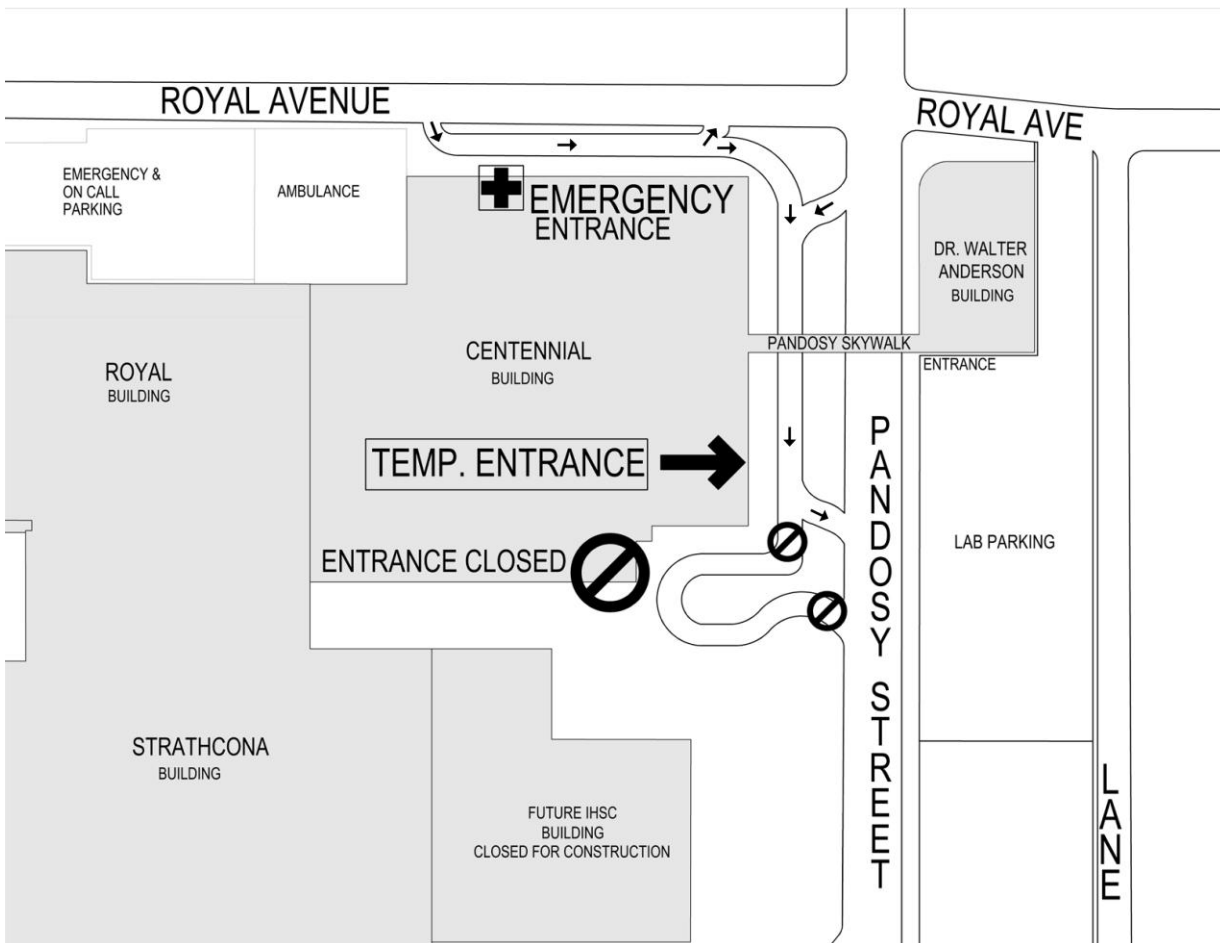 ROYAL AVENUE
ROYAL AVE
EMERGENCY &
ON CALL
PARKING
AMBULANCE
EMERGENCY
ENTRANCE
DR. WALTER
ANDERSON
BUILDING
PANDOSY SKYWALK
ENTRANCE
CENTENNIAL
BUILDING
ROYAL
BUILDING
TEMP. ENTRANCE
ENTRANCE CLOSED
PANDOSY STREET
LAB PARKING
STRATHCONA
BUILDING
FUTURE IHSC
BUILDING
CLOSED FOR CONSTRUCTION
LANE